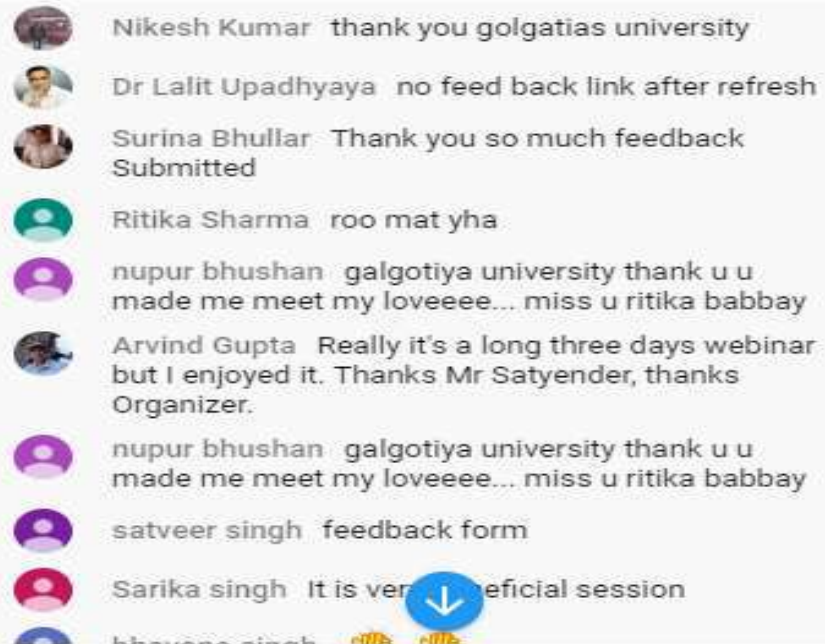 Nikesh Kumar thank you golgatias university
Dr Lalit Upadhyaya no feed back link after refresh
Surina Bhullar Thank you so much feedback
Submitted
Ritika Sharma roo mat yha
nupur bhushan galgotiya university thank u u
made me meet my loveeee... miss u ritika babbay
Arvind Gupta Really it's a long three days webinar
but I enjoyed it. Thanks Mr Satyender, thanks
Organizer.
nupur bhushan galgotiya university thank u u
made me meet my loveeee... miss u ritika babbay
satveer singh feedback form
Sarika singh It is session